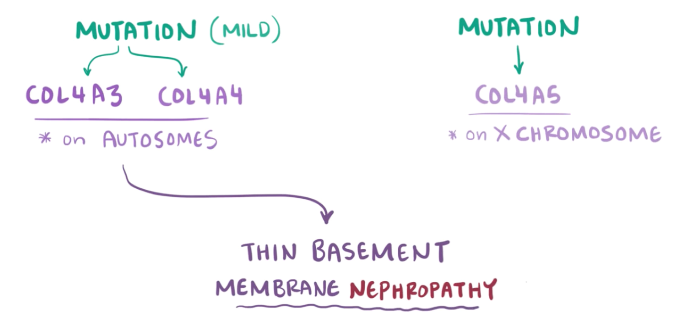 MUTATION (MILD)
COL4A3 COL4A4
* on AUTOSOMES
MUTATION
COL4A5
* on X CHROMOSOME
THIN BASEMENT
MEMBRANE NEPHROPATHY